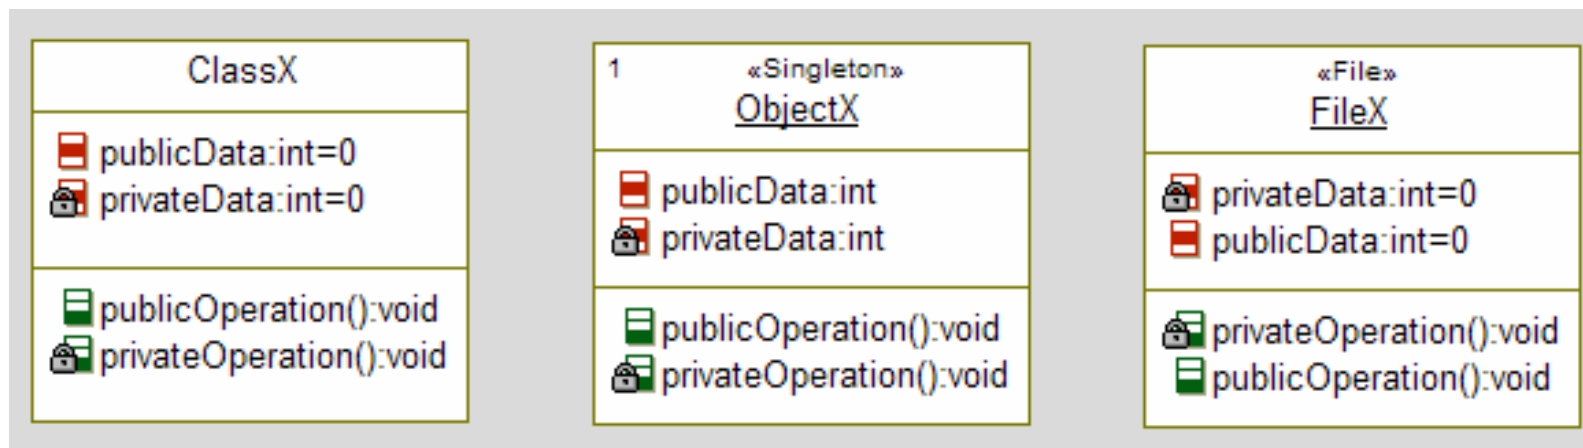 ClassX
publicData:int=0
privateData:int=0
publicOperation():void
privateOperation():void
1 «Singleton»
ObjectX
publicData:int
privateData:int
publicOperation():void
privateOperation():void
«File»
FileX
privateData:int=0
publicData:int=0
privateOperation():void
publicOperation():void